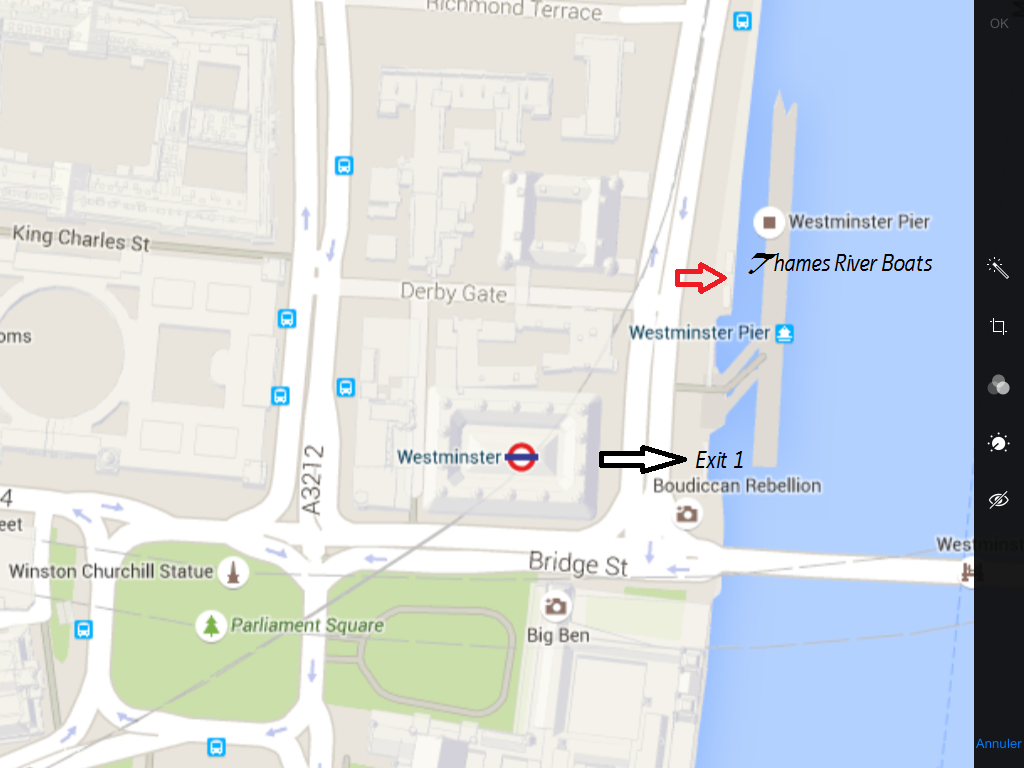 Richmond Terrace
OK
Westminster Pier
King Charles St
Thames River Boats
Derby Gate
Westminster Pier
oms
Westminster
Exit 1
A3212
Boudiccan Rebellion
4
eet
Westminst
Bridge St
Winston Churchill Statue
Parliament Square
Big Ben
Annuler